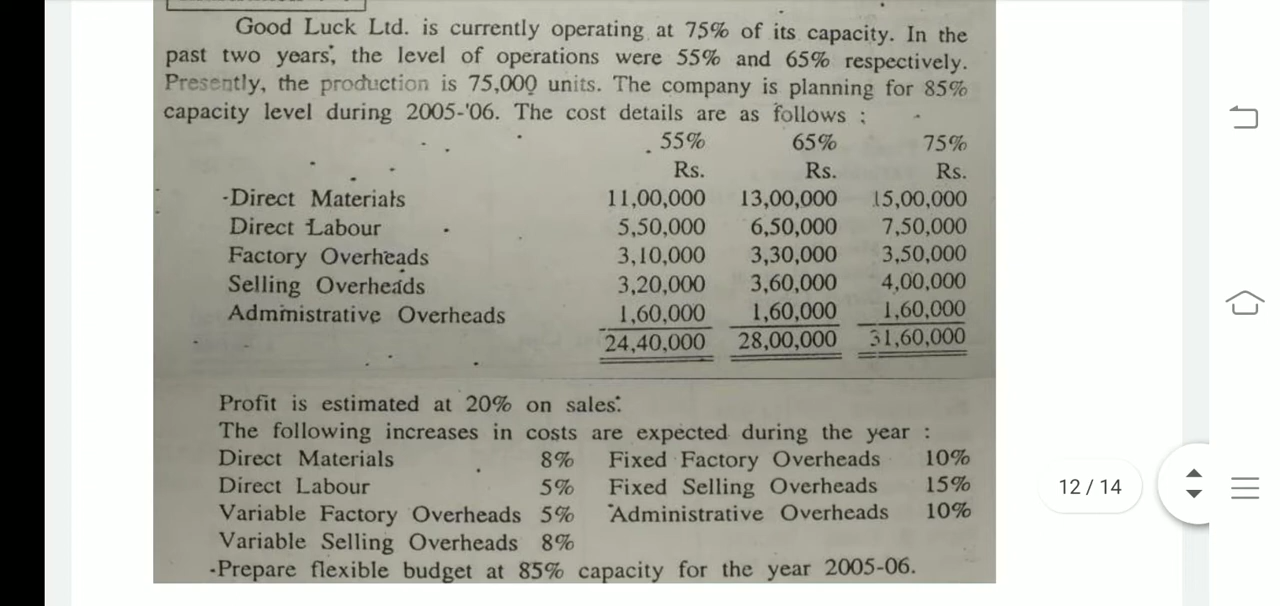 Good Luck Ltd. is currently operating at 75% of its capacity. In the
past two years, the level of operations were 55% and 65% respectively.
Presently, the production is 75,000 units. The company is planning for 85%
capacity level during 2005-'06. The cost details are as follows :
55% 65% 75%
Rs. Rs. Rs.
Direct Materials 11,00,000 13,00,000 15,00,000
Direct Labour 5,50,000 6,50,000 7,50,000
Factory Overheads 3,10,000 3,30,000 3,50,000
Selling Overheads 3,20,000 3,60,000 4,00,000
Administrative Overheads 1,60,000 1,60,000 1,60,000
24,40,000 28,00,000 31,60,000
Profit is estimated at 20% on sales.
The following increases in costs are expected during the year :
Direct Materials 8% Fixed Factory Overheads 10%
Direct Labour 5% Fixed Selling Overheads 15%
Variable Factory Overheads 5% Administrative Overheads 10%
Variable Selling Overheads 8%
Prepare flexible budget at 85% capacity for the year 2005-06.
12 / 14